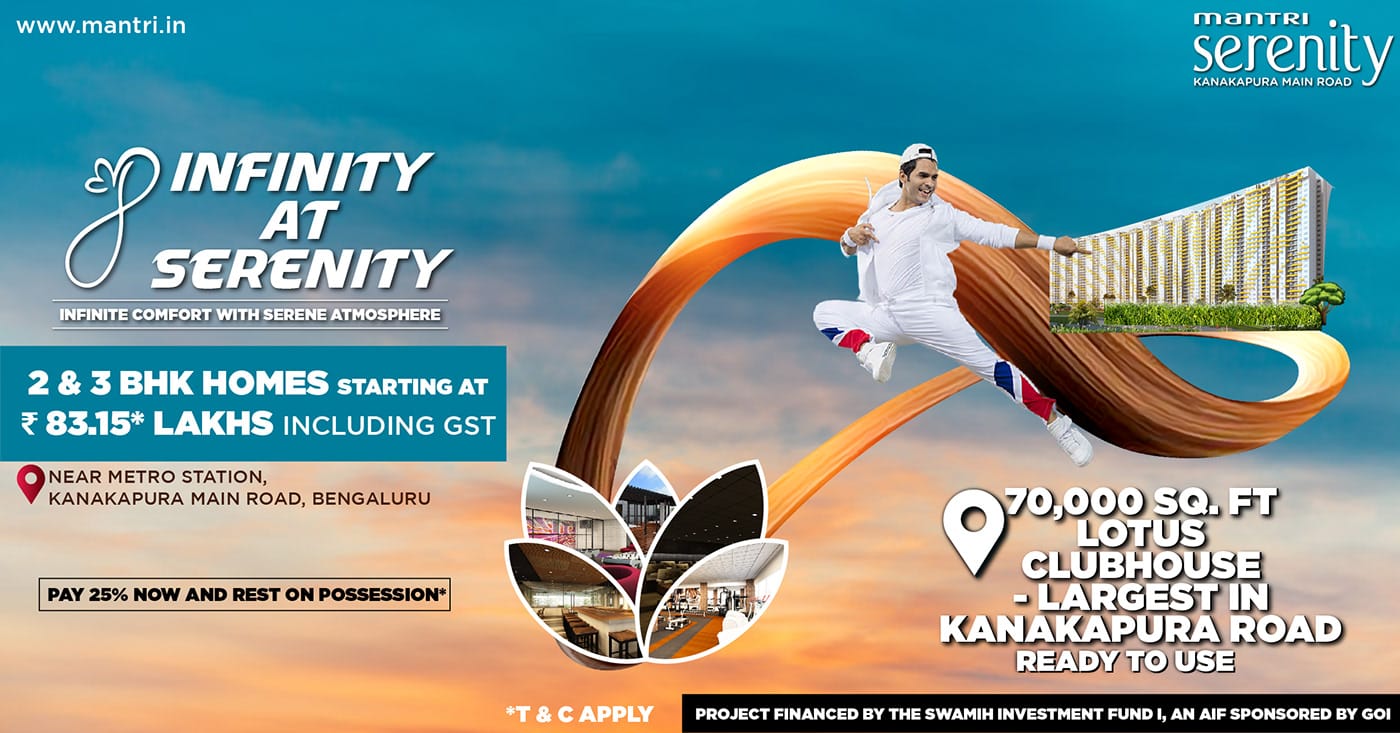 www.mantri.in
MANTRI
serenity
KANAKAPURA MAIN ROAD
INFINITY
AT
SERENITY
INFINITE COMFORT WITH SERENE ATMOSPHERE
2 & 3 BHK HOMES STARTING AT
₹ 83.15* LAKHS INCLUDING GST
NEAR METRO STATION,
KANAKAPURA MAIN ROAD, BENGALURU
PAY 25% NOW AND REST ON POSSESSION*
70,000 SQ. FT
LOTUS
CLUBHOUSE
- LARGEST IN
KANAKAPURA ROAD
READY TO USE
*T & C APPLY
PROJECT FINANCED BY THE SWAMIH INVESTMENT FUND I, AN AIF SPONSORED BY GOI